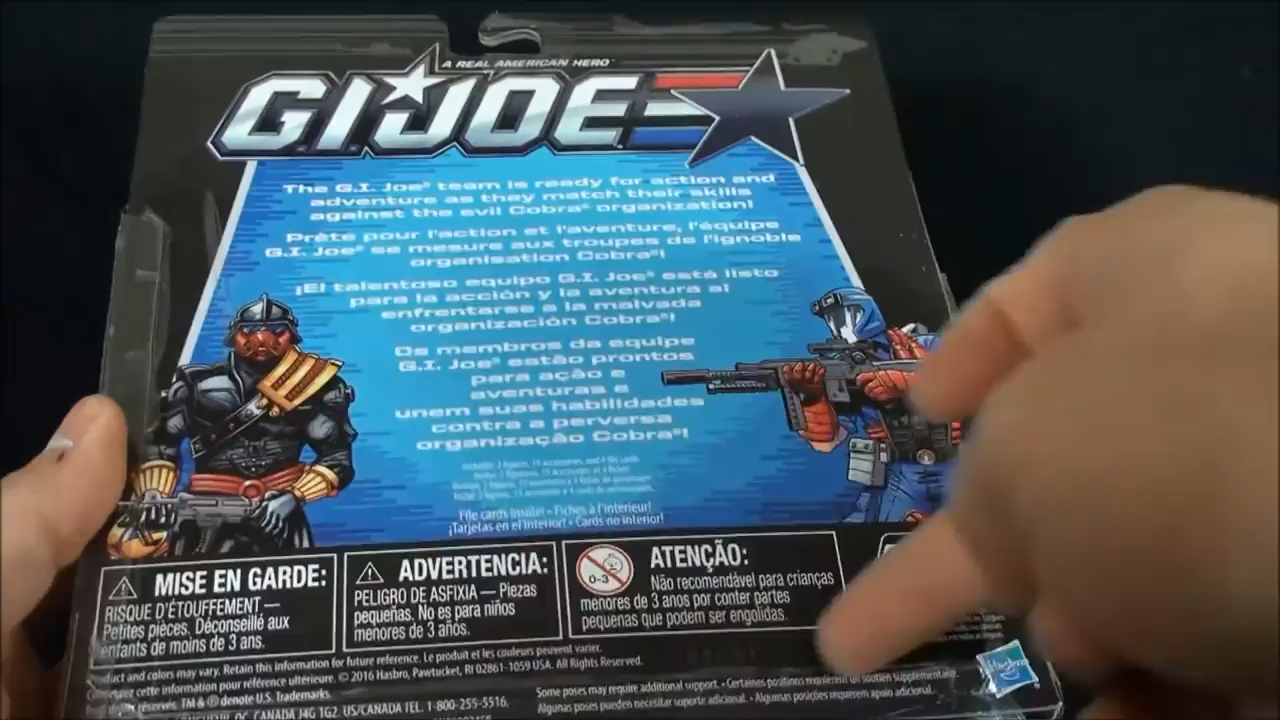 A REAL AMERICAN HERO
G.I. JOE
The G.I. Joe® team is ready for action and
adventure as they match their skills
against the evil Cobra® organization!
Prête pour l'action et l'aventure, l'équipe
G.I. Joe® se mesure aux troupes de l'ignoble
organisation Cobra®!
¡El talentoso equipo G.I. Joe® está listo
para la acción y la aventura al
enfrentarse a la malvada
organización Cobra®!
Os membros da equipe
G.I. Joe® estão prontos
para ação e
aventuras e
unem suas habilidades
contra a perversa
organização Cobra®!
File cards inside! • Fiches à l'intérieur!
¡Tarjetas en el interior! • Cards no interior!
MISE EN GARDE:
RISQUE D'ÉTOUFFEMENT —
Petites pièces. Déconseillé aux
enfants de moins de 3 ans.
ADVERTENCIA:
PELIGRO DE ASFIXIA — Piezas
pequeñas. No es para niños
menores de 3 años.
0-3
ATENÇÃO:
Não recomendável para crianças
menores de 3 anos por conter partes
pequenas que podem ser engolidas.
and colors may vary. Retain this information for future reference. Le produit et les couleurs peuvent varier.
cette information pour référence ultérieure. © 2016 Hasbro, Pawtucket, RI 02861-1059 USA. All Rights Reserved.
réservés. TM & ® denote U.S. Trademarks.
QC, CANADA J4G 1G2. US/CANADA TEL. 1-800-255-5516.
Some poses may require additional support. • Certaines positions requièrent un soutien supplémentaire.
Algunas poses pueden necesitar soporte adicional. • Algumas posições requerem apoio adicional.
Hasbro